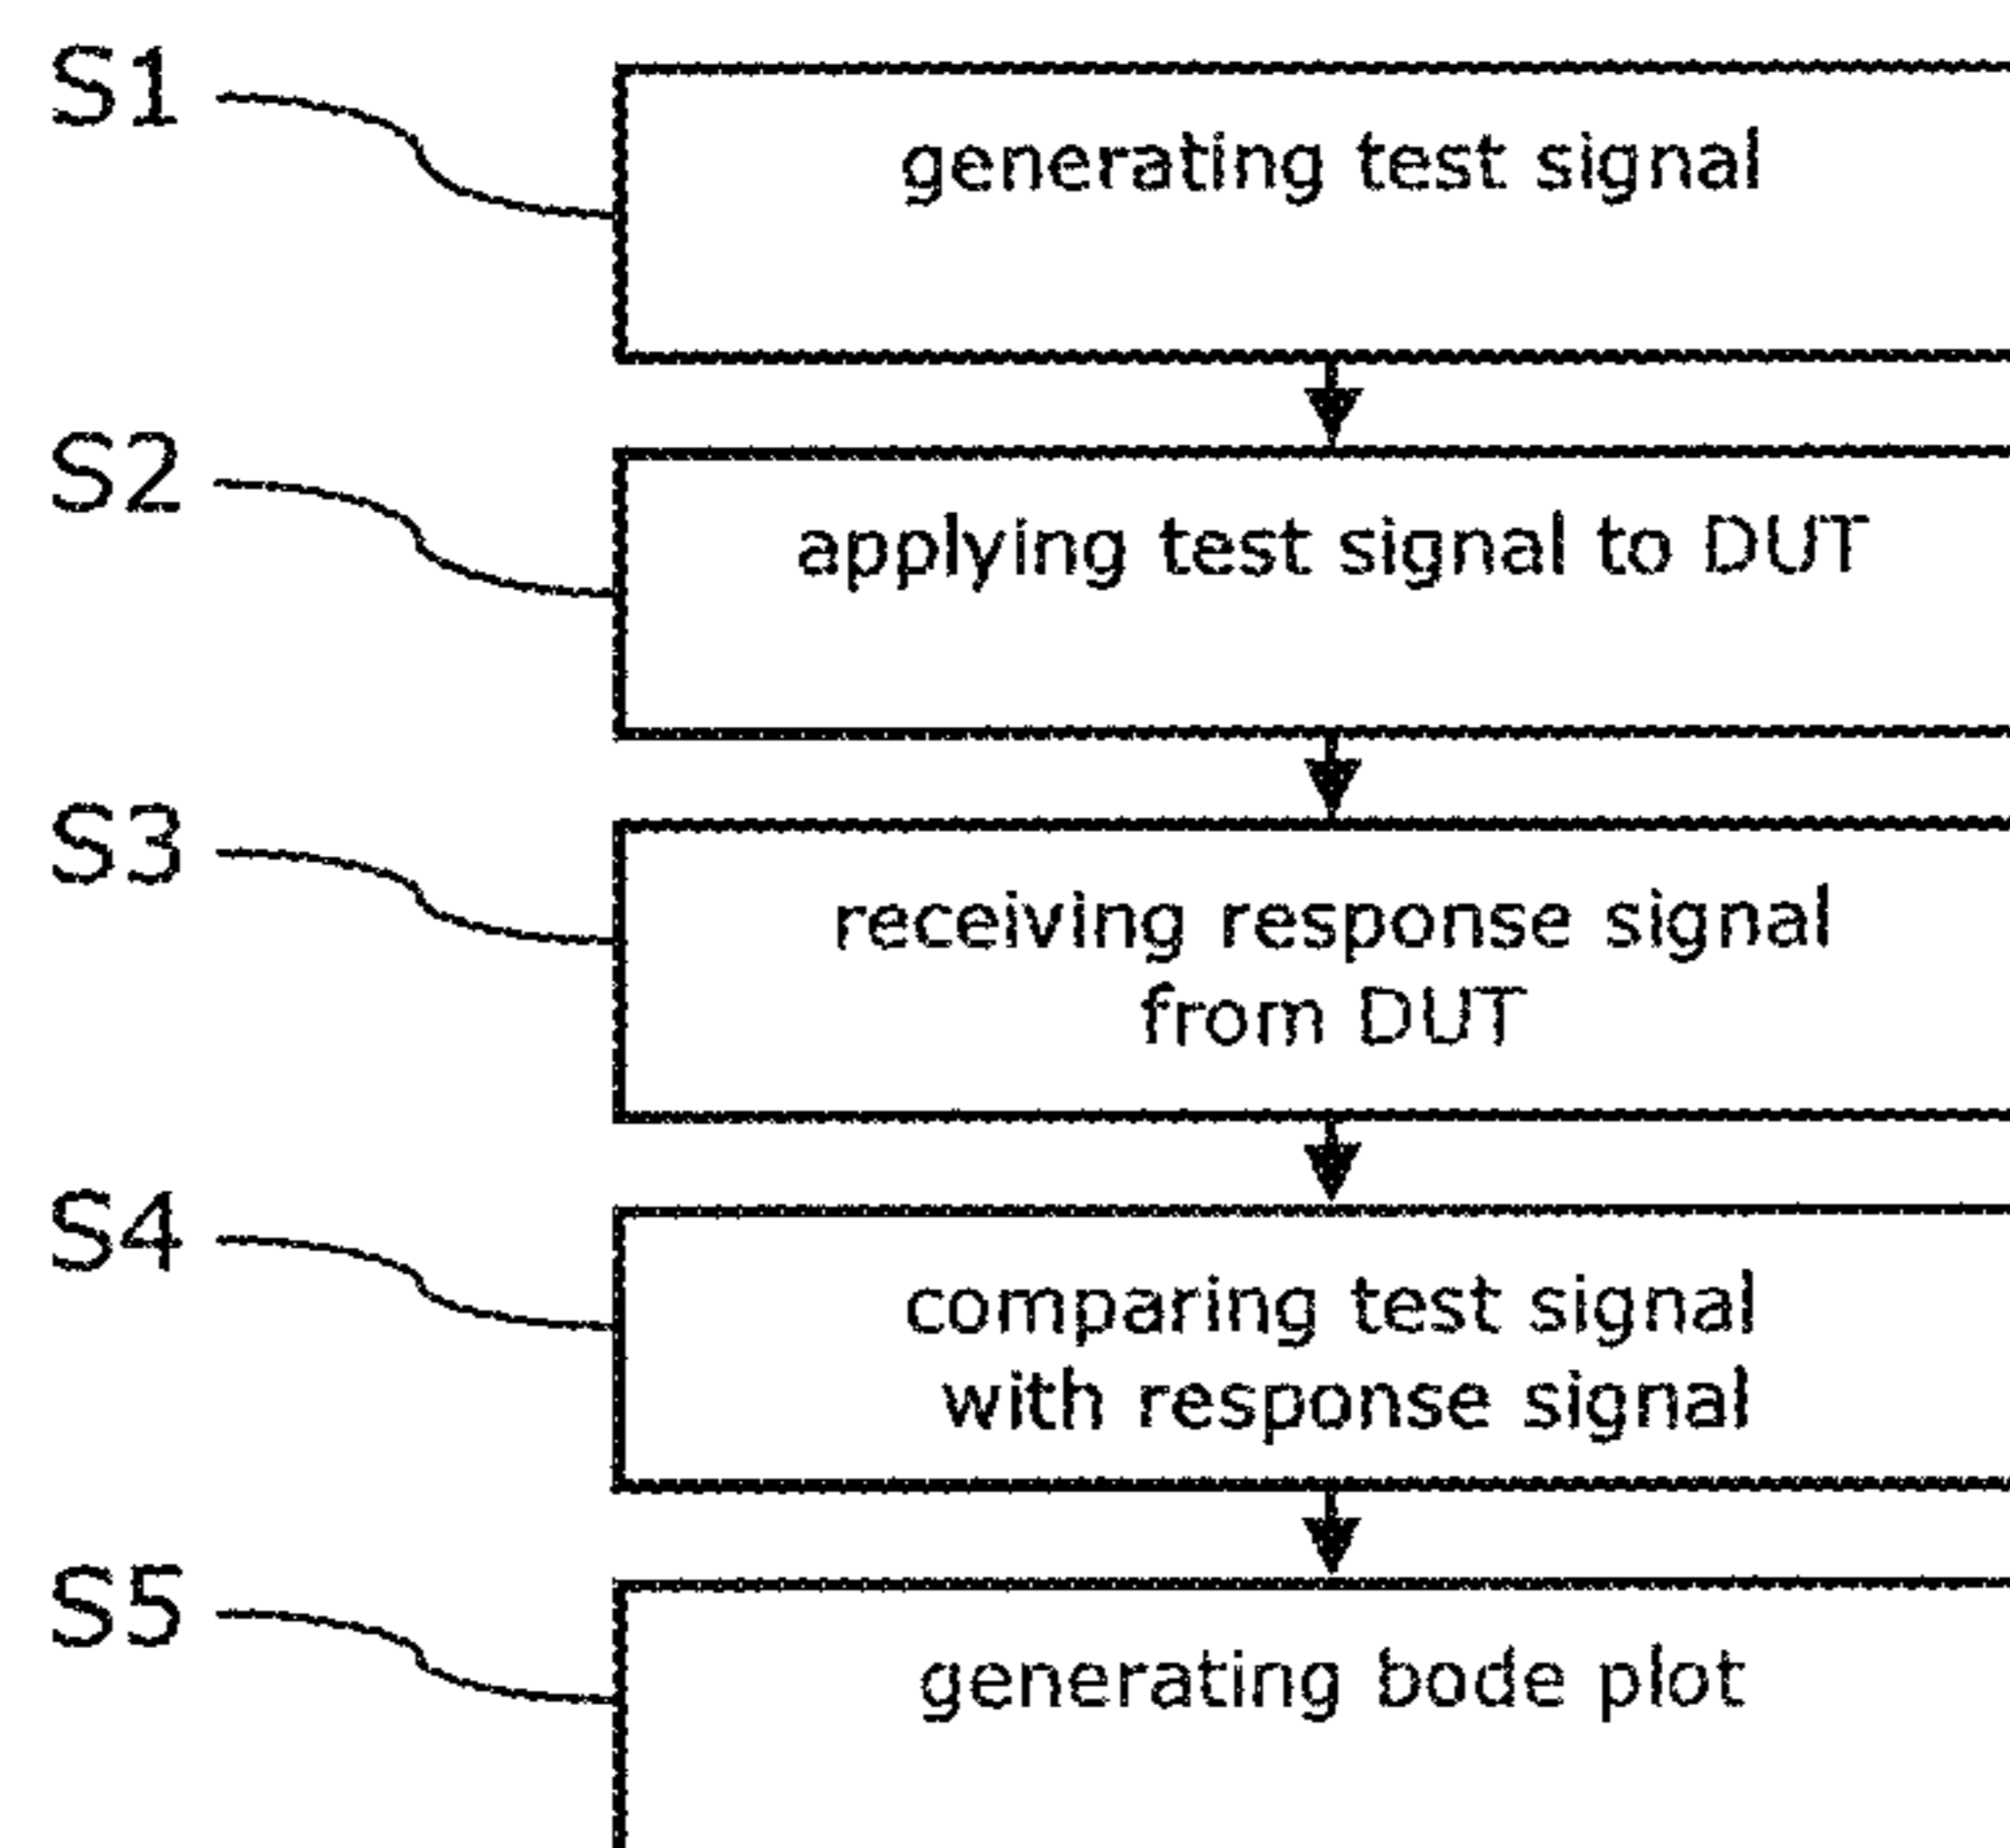 S1
generating test signal
S2
applying test signal to DUT
S3
receiving response signal
from DUT
S4
comparing test signal
with response signal
S5
generating bode plot